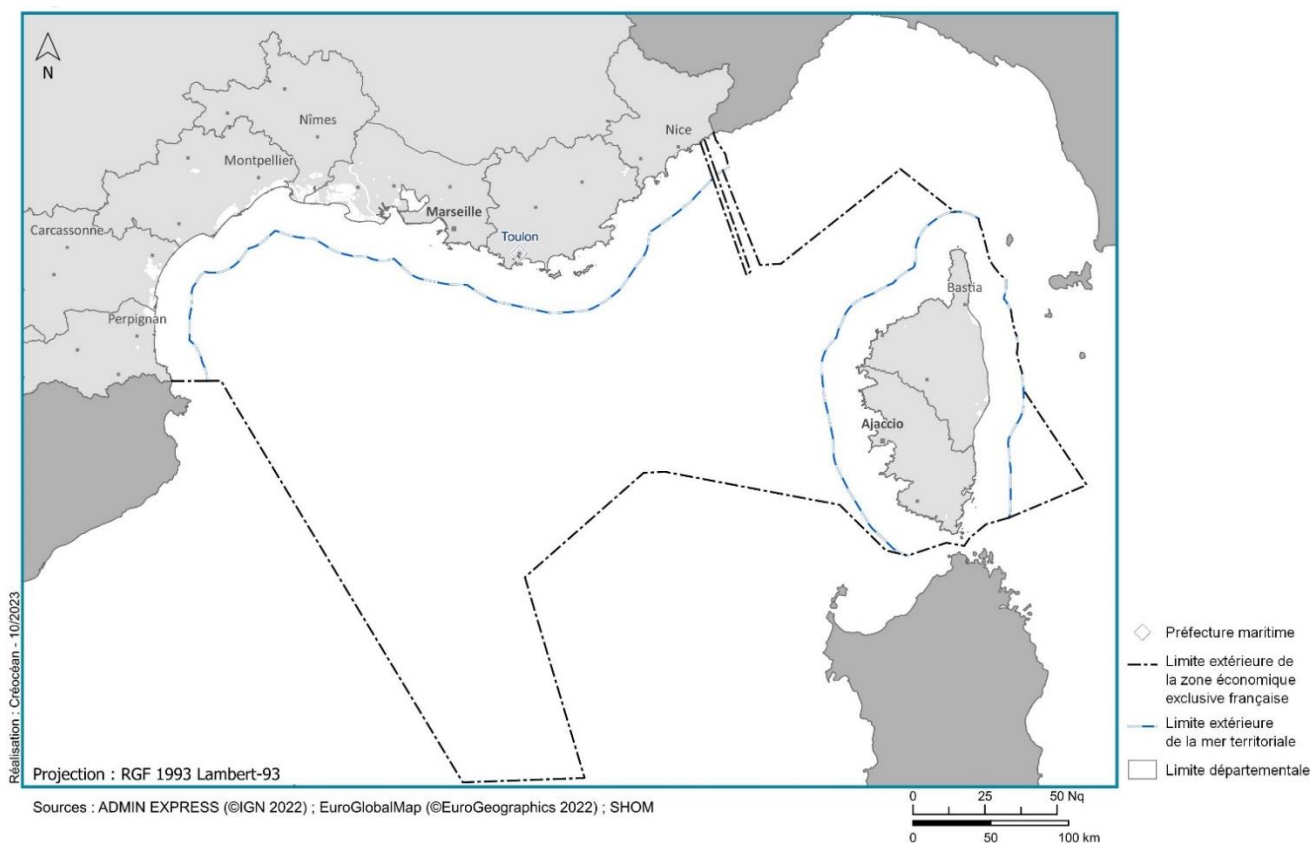 N
Nîmes
Montpellier
Nice
Carcassonne
Marseille
Toulon
Perpignan
Bastia
Ajaccio
Réalisation : Créocéan - 10/2023
Projection : RGF 1993 Lambert-93
Sources : ADMIN EXPRESS (©IGN 2022) ; EuroGlobalMap (©EuroGeographics 2022) ; SHOM
Préfecture maritime
Limite extérieure de
la zone économique
exclusive française
Limite extérieure
de la mer territoriale
Limite départementale
0 25 50 Nq
0 50 100 km